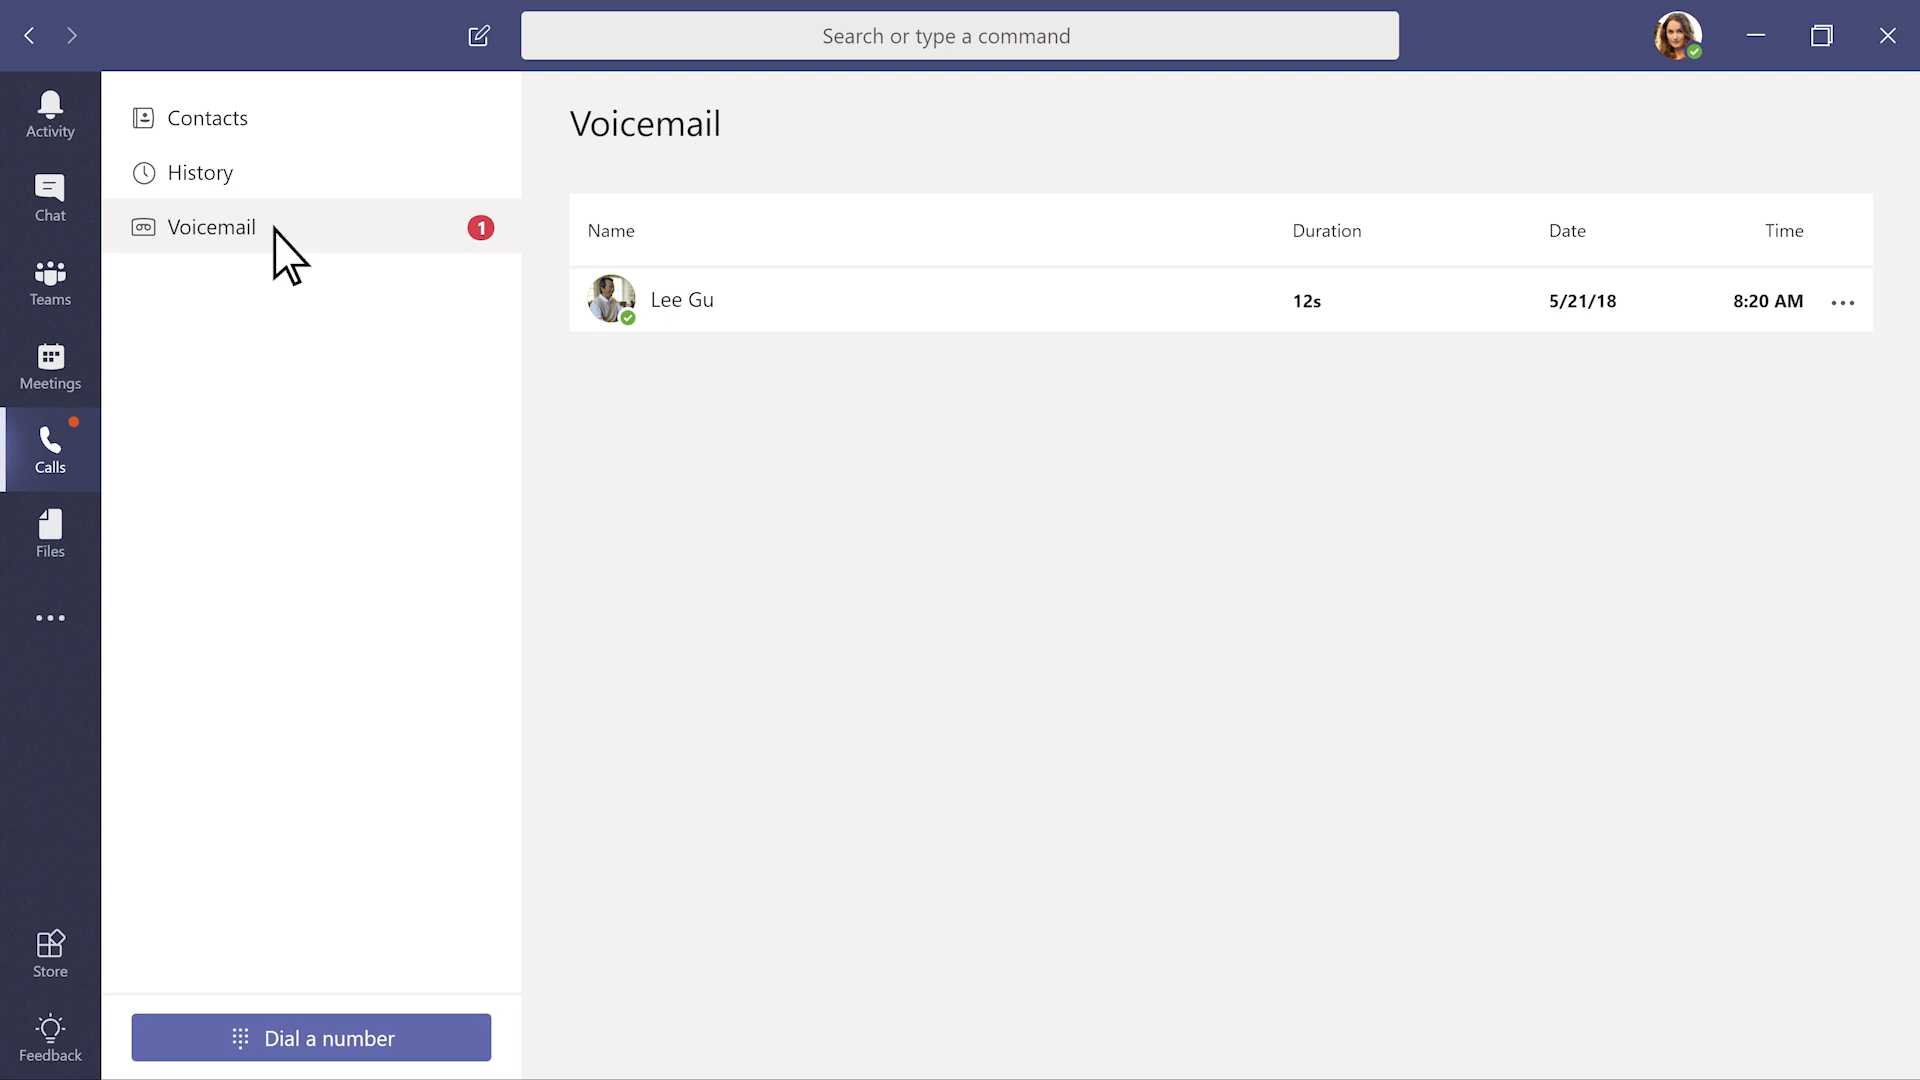 Search or type a command
Activity
Chat
Teams
Meetings
Calls
Files
Store
Feedback
Contacts
History
Voicemail 1
Dial a number
Voicemail
Name Duration Date Time
Lee Gu 12s 5/21/18 8:20 AM